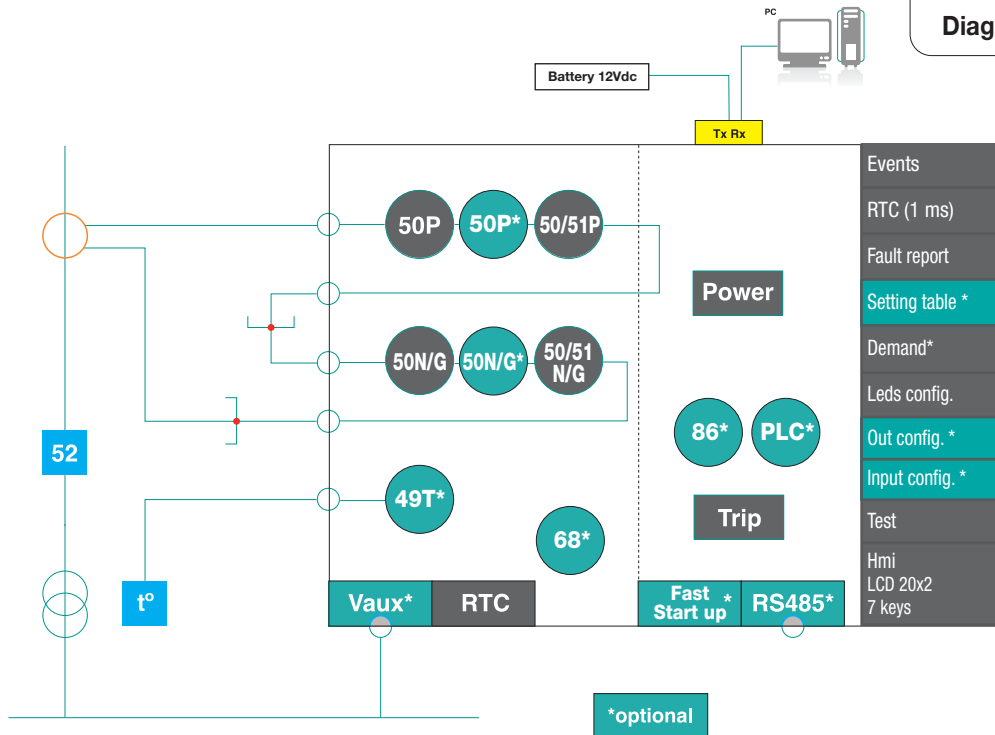 PC
Diag
Battery 12Vdc
Tx Rx
50P
50P*
50/51P
Power
50N/G
50N/G*
50/51
N/G
52
86*
PLC*
49T*
Trip
68*
tº
Vaux*
RTC
Fast *
Start up
RS485*
*optional
Events
RTC (1 ms)
Fault report
Setting table *
Demand*
Leds config.
Out config. *
Input config. *
Test
Hmi
LCD 20x2
7 keys